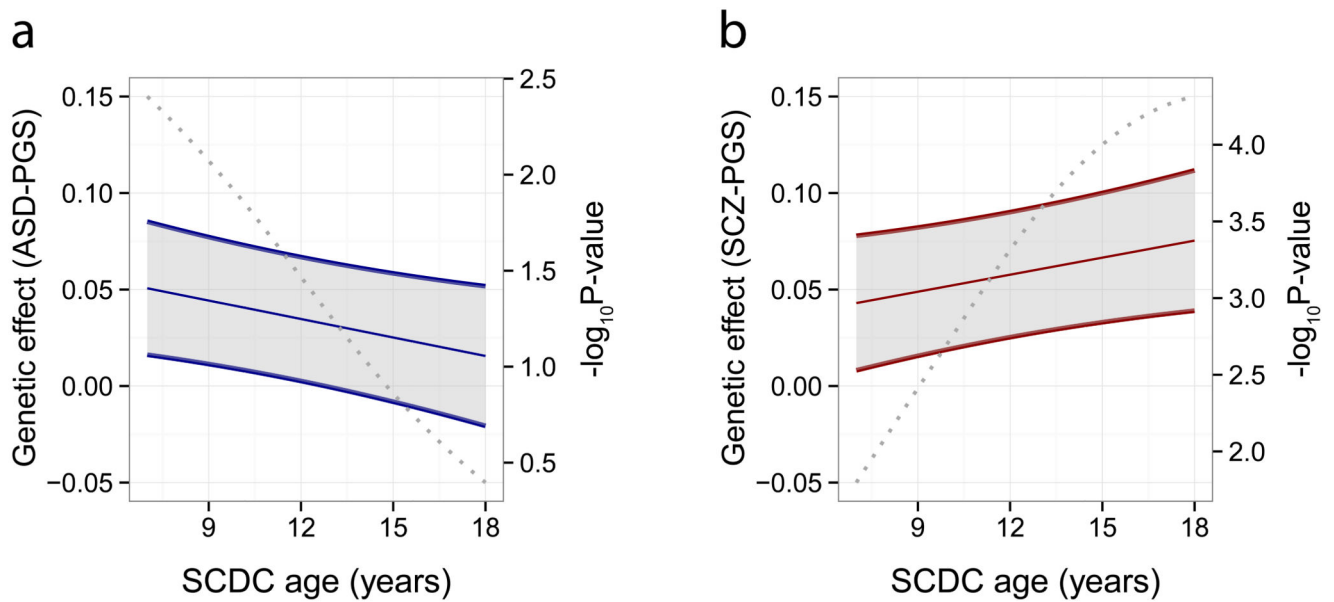 a
Genetic effect (ASD-PGS)
0.15
0.10
0.05
0.00
−0.05
2.5
2.0
1.5
1.0
0.5
-log10P-value
9 12 15 18
SCDC age (years)
b
Genetic effect (SCZ-PGS)
0.15
0.10
0.05
0.00
−0.05
4.0
3.5
3.0
2.5
2.0
-log10P-value
9 12 15 18
SCDC age (years)